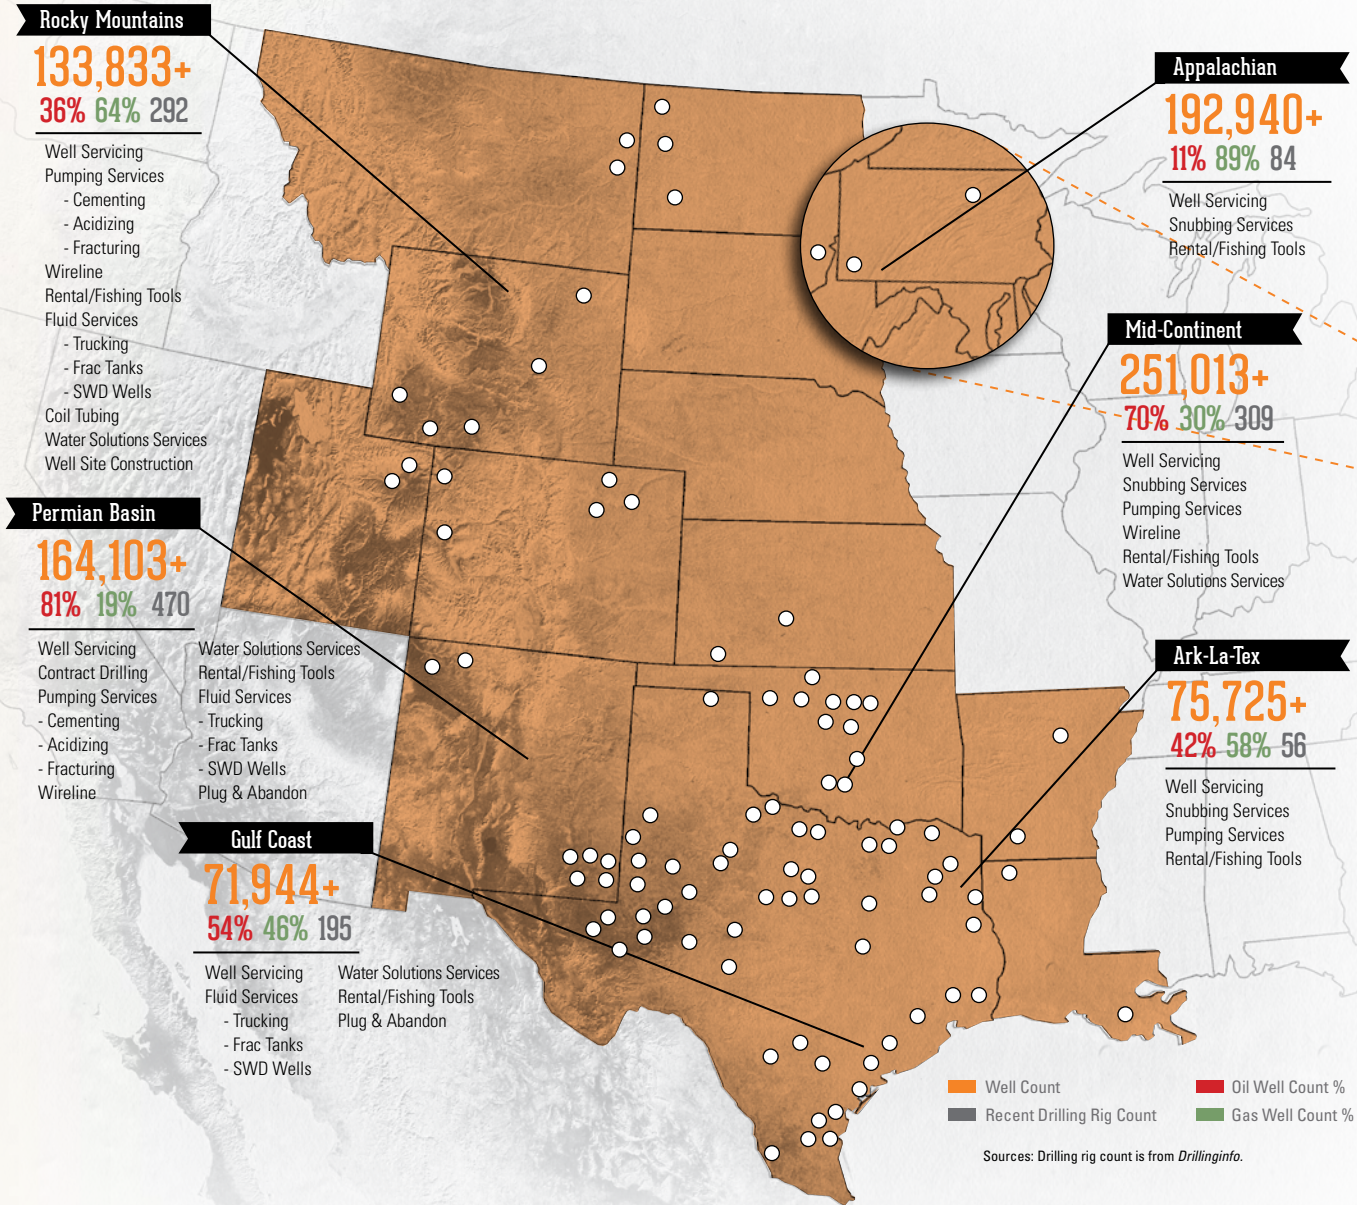 Rocky Mountains
133,833+
36% 64% 292
Well Servicing
Pumping Services
- Cementing
- Acidizing
- Fracturing
Wireline
Rental/Fishing Tools
Fluid Services
- Trucking
- Frac Tanks
- SWD Wells
Coil Tubing
Water Solutions Services
Well Site Construction
Permian Basin
164,103+
81% 19% 470
Well Servicing
Contract Drilling
Pumping Services
- Cementing
- Acidizing
- Fracturing
Wireline
Water Solutions Services
Rental/Fishing Tools
Fluid Services
- Trucking
- Frac Tanks
- SWD Wells
Plug & Abandon
Gulf Coast
71,944+
54% 46% 195
Well Servicing
Fluid Services
- Trucking
- Frac Tanks
- SWD Wells
Water Solutions Services
Rental/Fishing Tools
Plug & Abandon
Appalachian
192,940+
11% 89% 84
Well Servicing
Snubbing Services
Rental/Fishing Tools
Mid-Continent
251,013+
70% 30% 309
Well Servicing
Snubbing Services
Pumping Services
Wireline
Rental/Fishing Tools
Water Solutions Services
Ark-La-Tex
75,725+
42% 58% 56
Well Servicing
Snubbing Services
Pumping Services
Rental/Fishing Tools
Well Count
Oil Well Count %
Recent Drilling Rig Count
Gas Well Count %
Sources: Drilling rig count is from Drillinginfo.